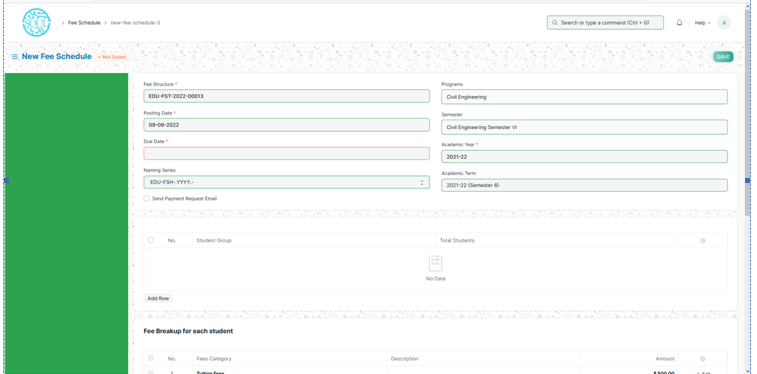 SOUL
> Fee Schedule > new-fee-schedule-3
Search or type a command (Ctrl + G)
Help
A
New Fee Schedule
Not Saved
SAVE
Fee Structure *
EDU-FST-2022-00013
Posting Date *
09-09-2022
Due Date *
Naming Series
EDU-FSH-.YYYY.-
Send Payment Request Email
Programs
Civil Engineering
Semester
Civil Engineering Semester VI
Academic Year *
2021-22
Academic Term
2021-22 (Semester 6)
No. Student Group Total Students
No Data
Add Row
Fee Breakup for each student
No. Fees Category Description Amount
Tuition Fees